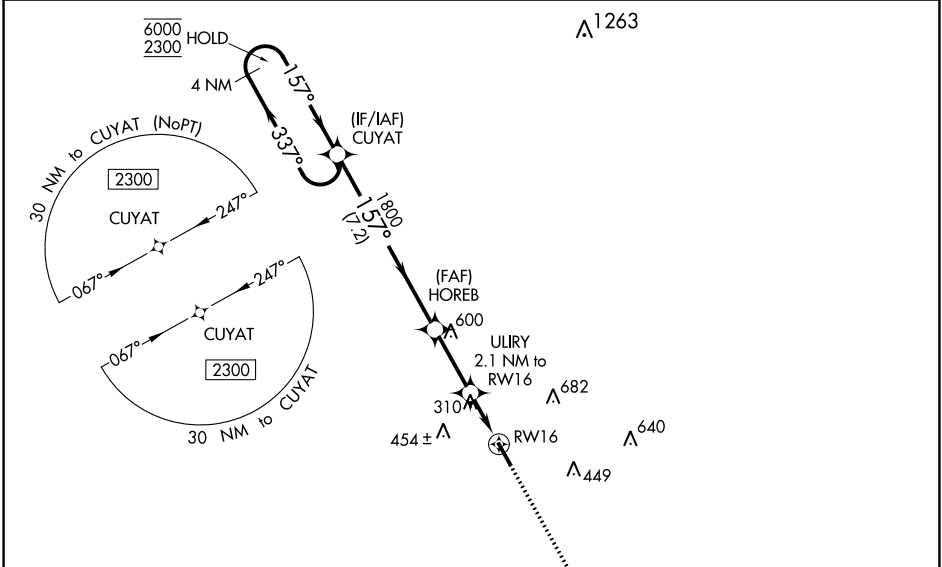 1263
6000
2300
HOLD
4 NM
157°
337°
(IF/IAF)
CUYAT
30 NM to CUYAT (NoPT)
2300
CUYAT
247°
067°
1800
157°
(7.2)
247°
067°
CUYAT
2300
30 NM to CUYAT
(FAF)
HOREB
600
ULIRY
2.1 NM to
RW16
310
682
454 ±
RW16
640
449